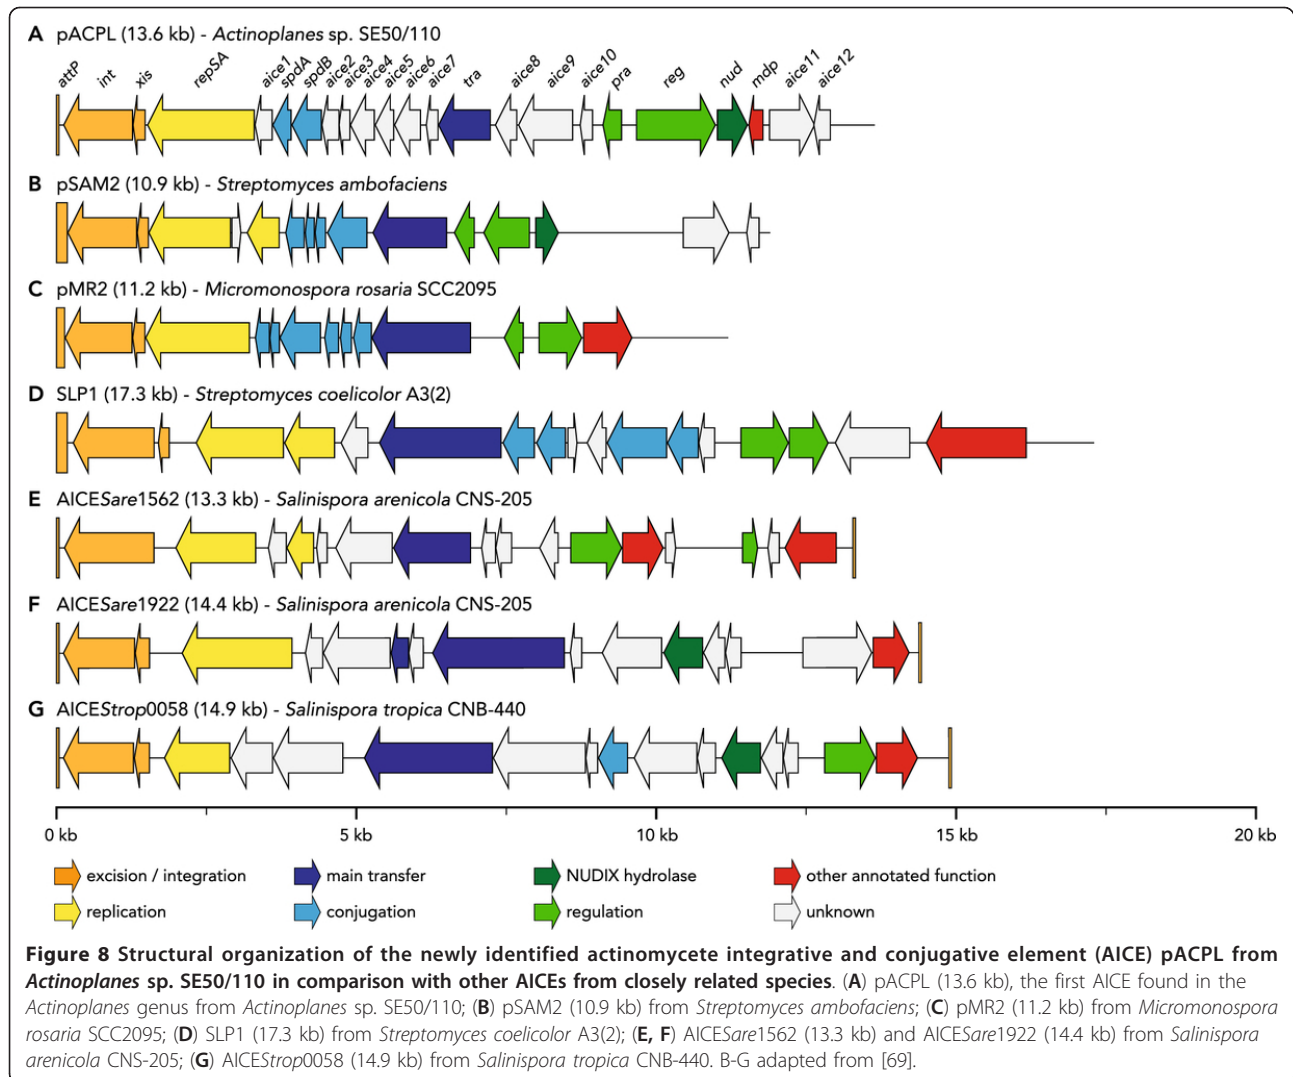 A pACPL (13.6 kb) - Actinoplanes sp. SE50/110
attP int xis repSA aice1 spdA spdB aice2 aice3 aice4 aice5 aice6 aice7 tra aice8 aice9 aice10 pra reg nud mdp aice11 aice12
B pSAM2 (10.9 kb) - Streptomyces ambofaciens
C pMR2 (11.2 kb) - Micromonospora rosaria SCC2095
D SLP1 (17.3 kb) - Streptomyces coelicolor A3(2)
E AICESare1562 (13.3 kb) - Salinispora arenicola CNS-205
F AICESare1922 (14.4 kb) - Salinispora arenicola CNS-205
G AICEStrop0058 (14.9 kb) - Salinispora tropica CNB-440
0 kb 5 kb 10 kb 15 kb 20 kb
excision / integration main transfer NUDIX hydrolase other annotated function
replication conjugation regulation unknown
Figure 8 Structural organization of the newly identified actinomycete integrative and conjugative element (AICE) pACPL from
Actinoplanes sp. SE50/110 in comparison with other AICEs from closely related species. (A) pACPL (13.6 kb), the first AICE found in the
Actinoplanes genus from Actinoplanes sp. SE50/110; (B) pSAM2 (10.9 kb) from Streptomyces ambofaciens; (C) pMR2 (11.2 kb) from Micromonospora
rosaria SCC2095; (D) SLP1 (17.3 kb) from Streptomyces coelicolor A3(2); (E, F) AICESare1562 (13.3 kb) and AICESare1922 (14.4 kb) from Salinispora
arenicola CNS-205; (G) AICEStrop0058 (14.9 kb) from Salinispora tropica CNB-440. B-G adapted from [69].